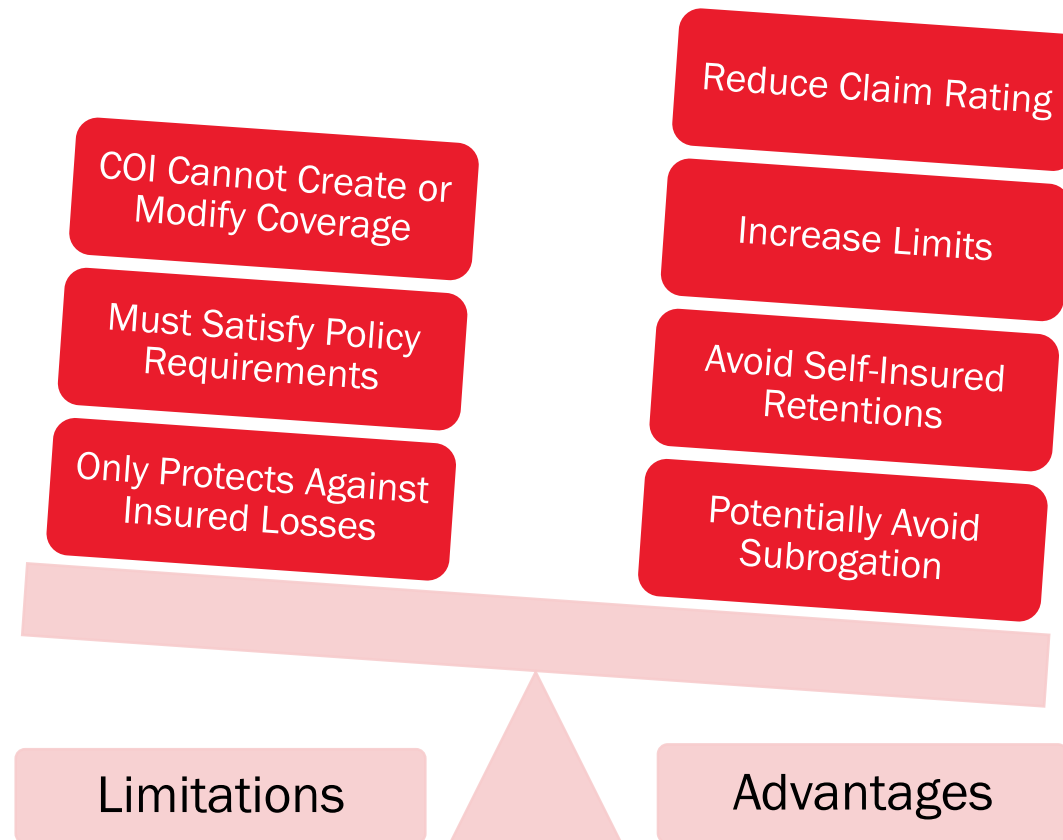 COI Cannot Create or
Modify Coverage
Must Satisfy Policy
Requirements
Only Protects Against
Insured Losses
Limitations
Reduce Claim Rating
Increase Limits
Avoid Self-Insured
Retentions
Potentially Avoid
Subrogation
Advantages